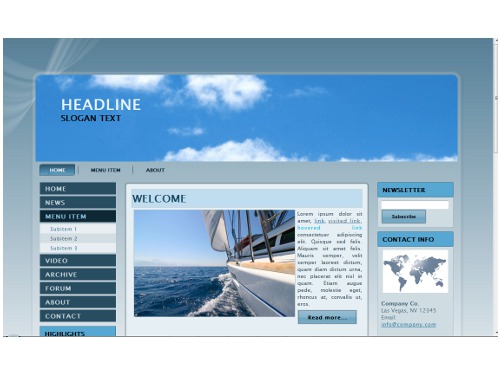 HEADLINE
SLOGAN TEXT
HOME
MENU ITEM
ABOUT
HOME
NEWS
MENU ITEM
Subitem 1
Subitem 2
Subitem 3
VIDEO
ARCHIVE
FORUM
ABOUT
CONTACT
HIGHLIGHTS
WELCOME
Lorem ipsum dolor sit
amet, link, visited link,
hovered link
consectetuer adipiscing
elit. Quisque sed felis.
Aliquam sit amet felis.
Mauris semper, velit
semper laoreet dictum,
quam diam dictum urna,
nec placerat elit nisl in
quam. Etiam augue
pede, molestie eget,
rhoncus at, convallis ut,
eros.
Read more...
NEWSLETTER
Subscribe
CONTACT INFO
Company Co.
Las Vegas, NV 12345
Email:
info@company.com